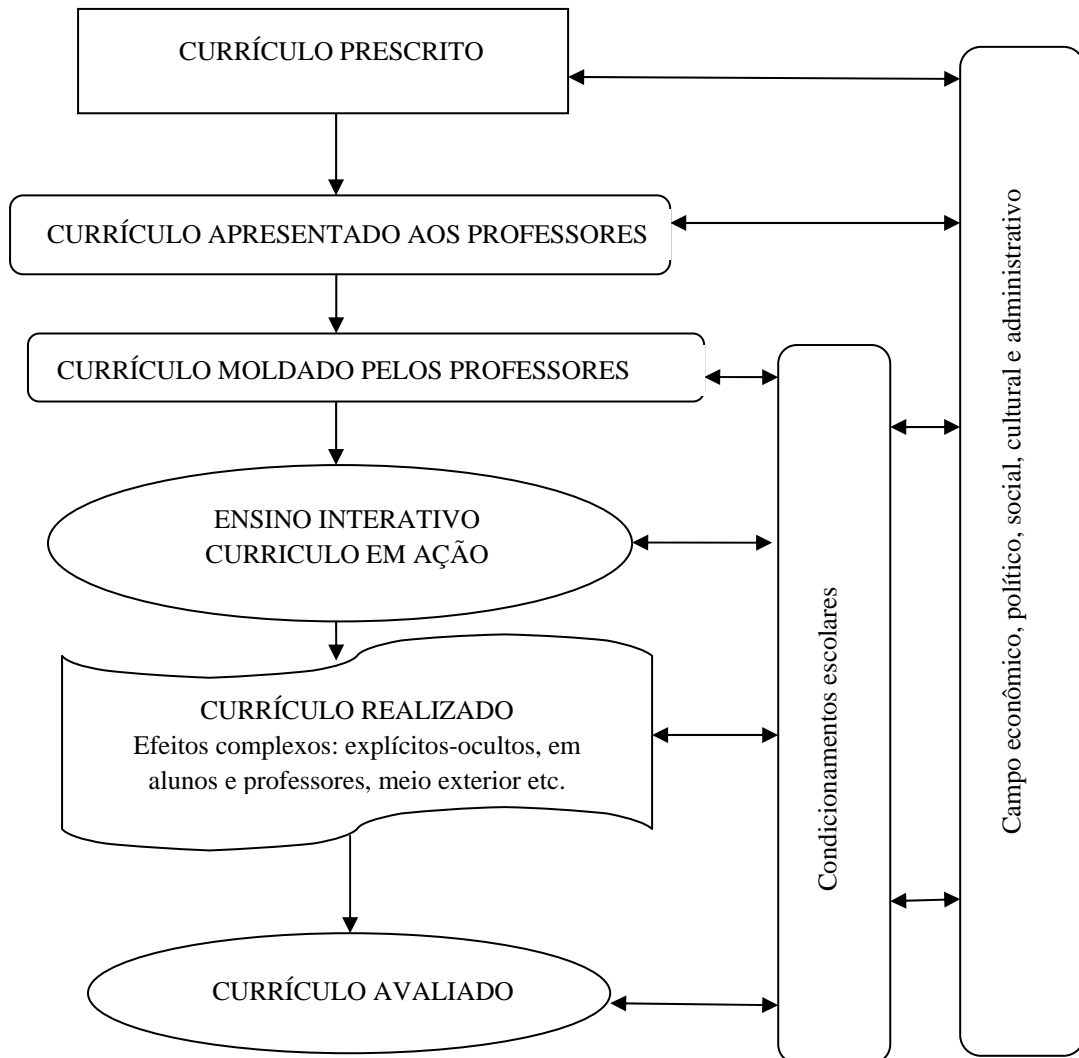 CURRÍCULO PRESCRITO
CURRÍCULO APRESENTADO AOS PROFESSORES
CURRÍCULO MOLDADO PELOS PROFESSORES
ENSINO INTERATIVO
CURRICULO EM AÇÃO
CURRÍCULO REALIZADO
Efeitos complexos: explícitos-ocultos, em
alunos e professores, meio exterior etc.
CURRÍCULO AVALIADO
Condicionamentos escolares
Campo econômico, político, social, cultural e administrativo